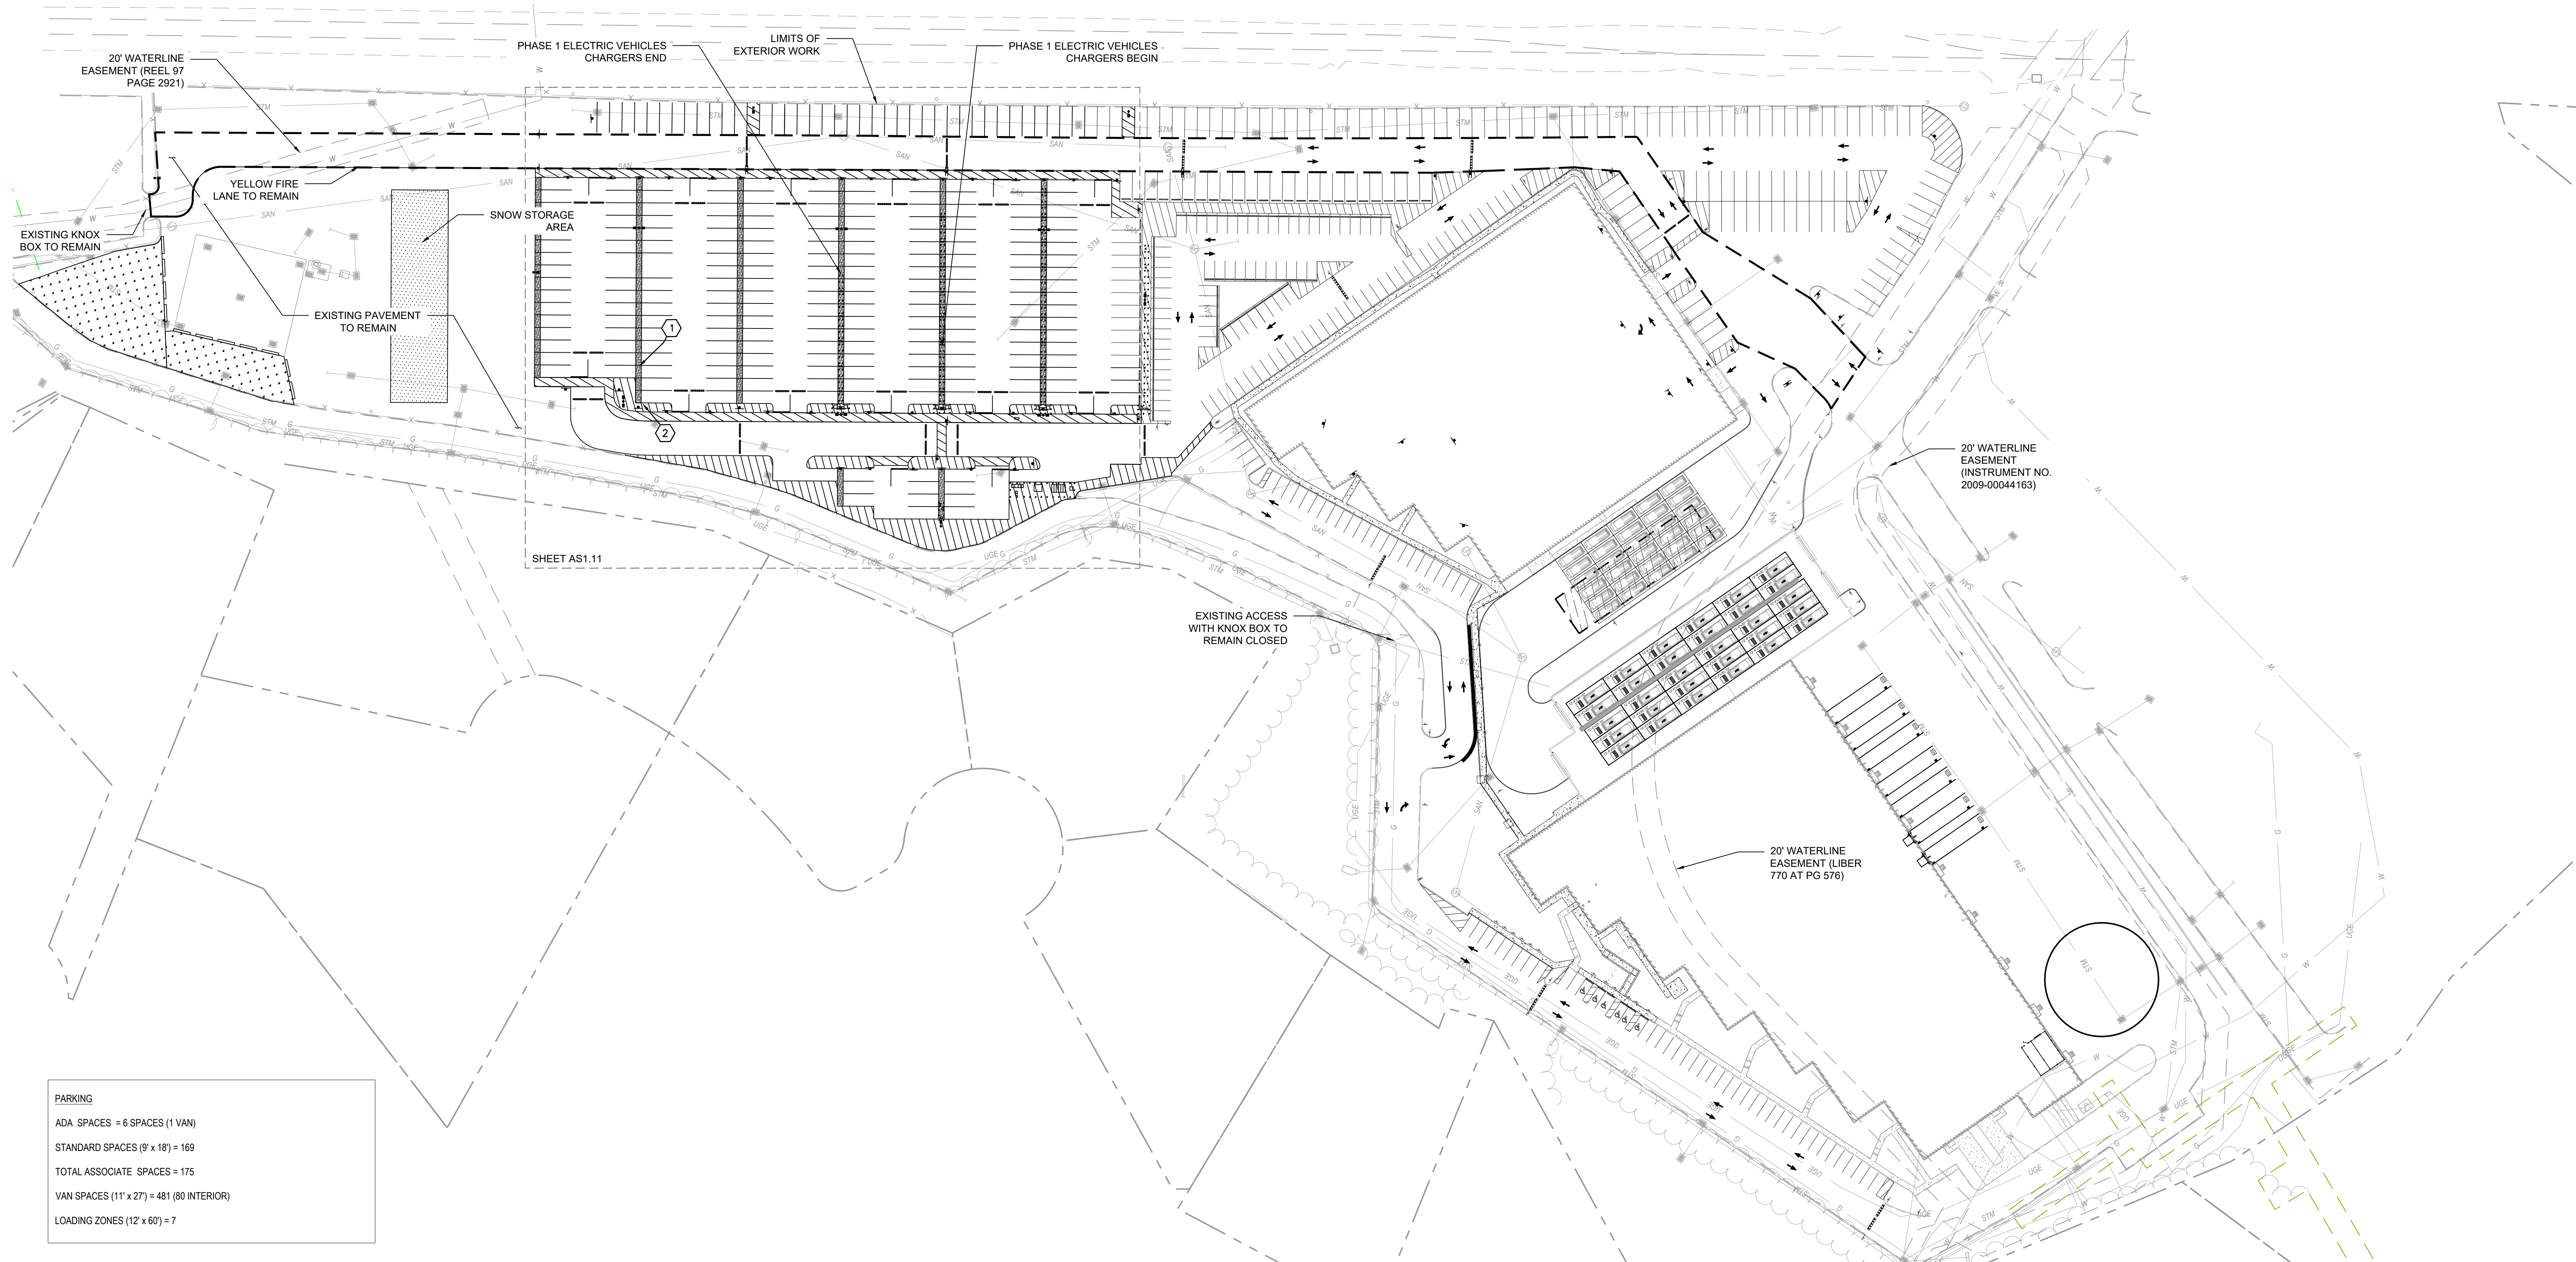 20' WATERLINE
EASEMENT (REEL 97
PAGE 2921)
PHASE 1 ELECTRIC VEHICLES
CHARGERS END
LIMITS OF
EXTERIOR WORK
PHASE 1 ELECTRIC VEHICLES
CHARGERS BEGIN
YELLOW FIRE
LANE TO REMAIN
SNOW STORAGE
AREA
EXISTING KNOX
BOX TO REMAIN
EXISTING PAVEMENT
TO REMAIN
1
2
SHEET AS1.11
20' WATERLINE
EASEMENT
(INSTRUMENT NO.
2009-00044163)
EXISTING ACCESS
WITH KNOX BOX TO
REMAIN CLOSED
20' WATERLINE
EASEMENT (LIBER
770 AT PG 576)
PARKING
ADA SPACES = 6 SPACES (1 VAN)
STANDARD SPACES (9' x 18') = 169
TOTAL ASSOCIATE SPACES = 175
VAN SPACES (11' x 27') = 481 (80 INTERIOR)
LOADING ZONES (12' x 60') = 7